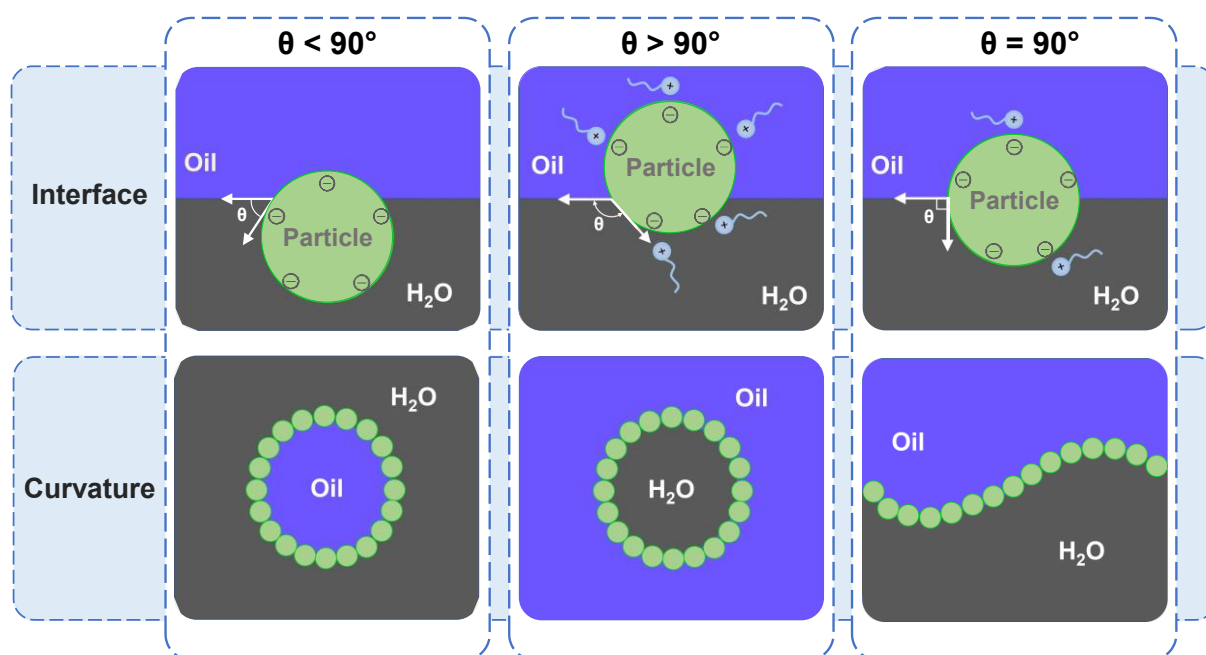 θ < 90°
θ > 90°
θ = 90°
Interface
Oil
θ
Particle
H₂O
Oil
θ
Particle
H₂O
Oil
θ
Particle
H₂O
Curvature
H₂O
Oil
Oil
H₂O
Oil
H₂O